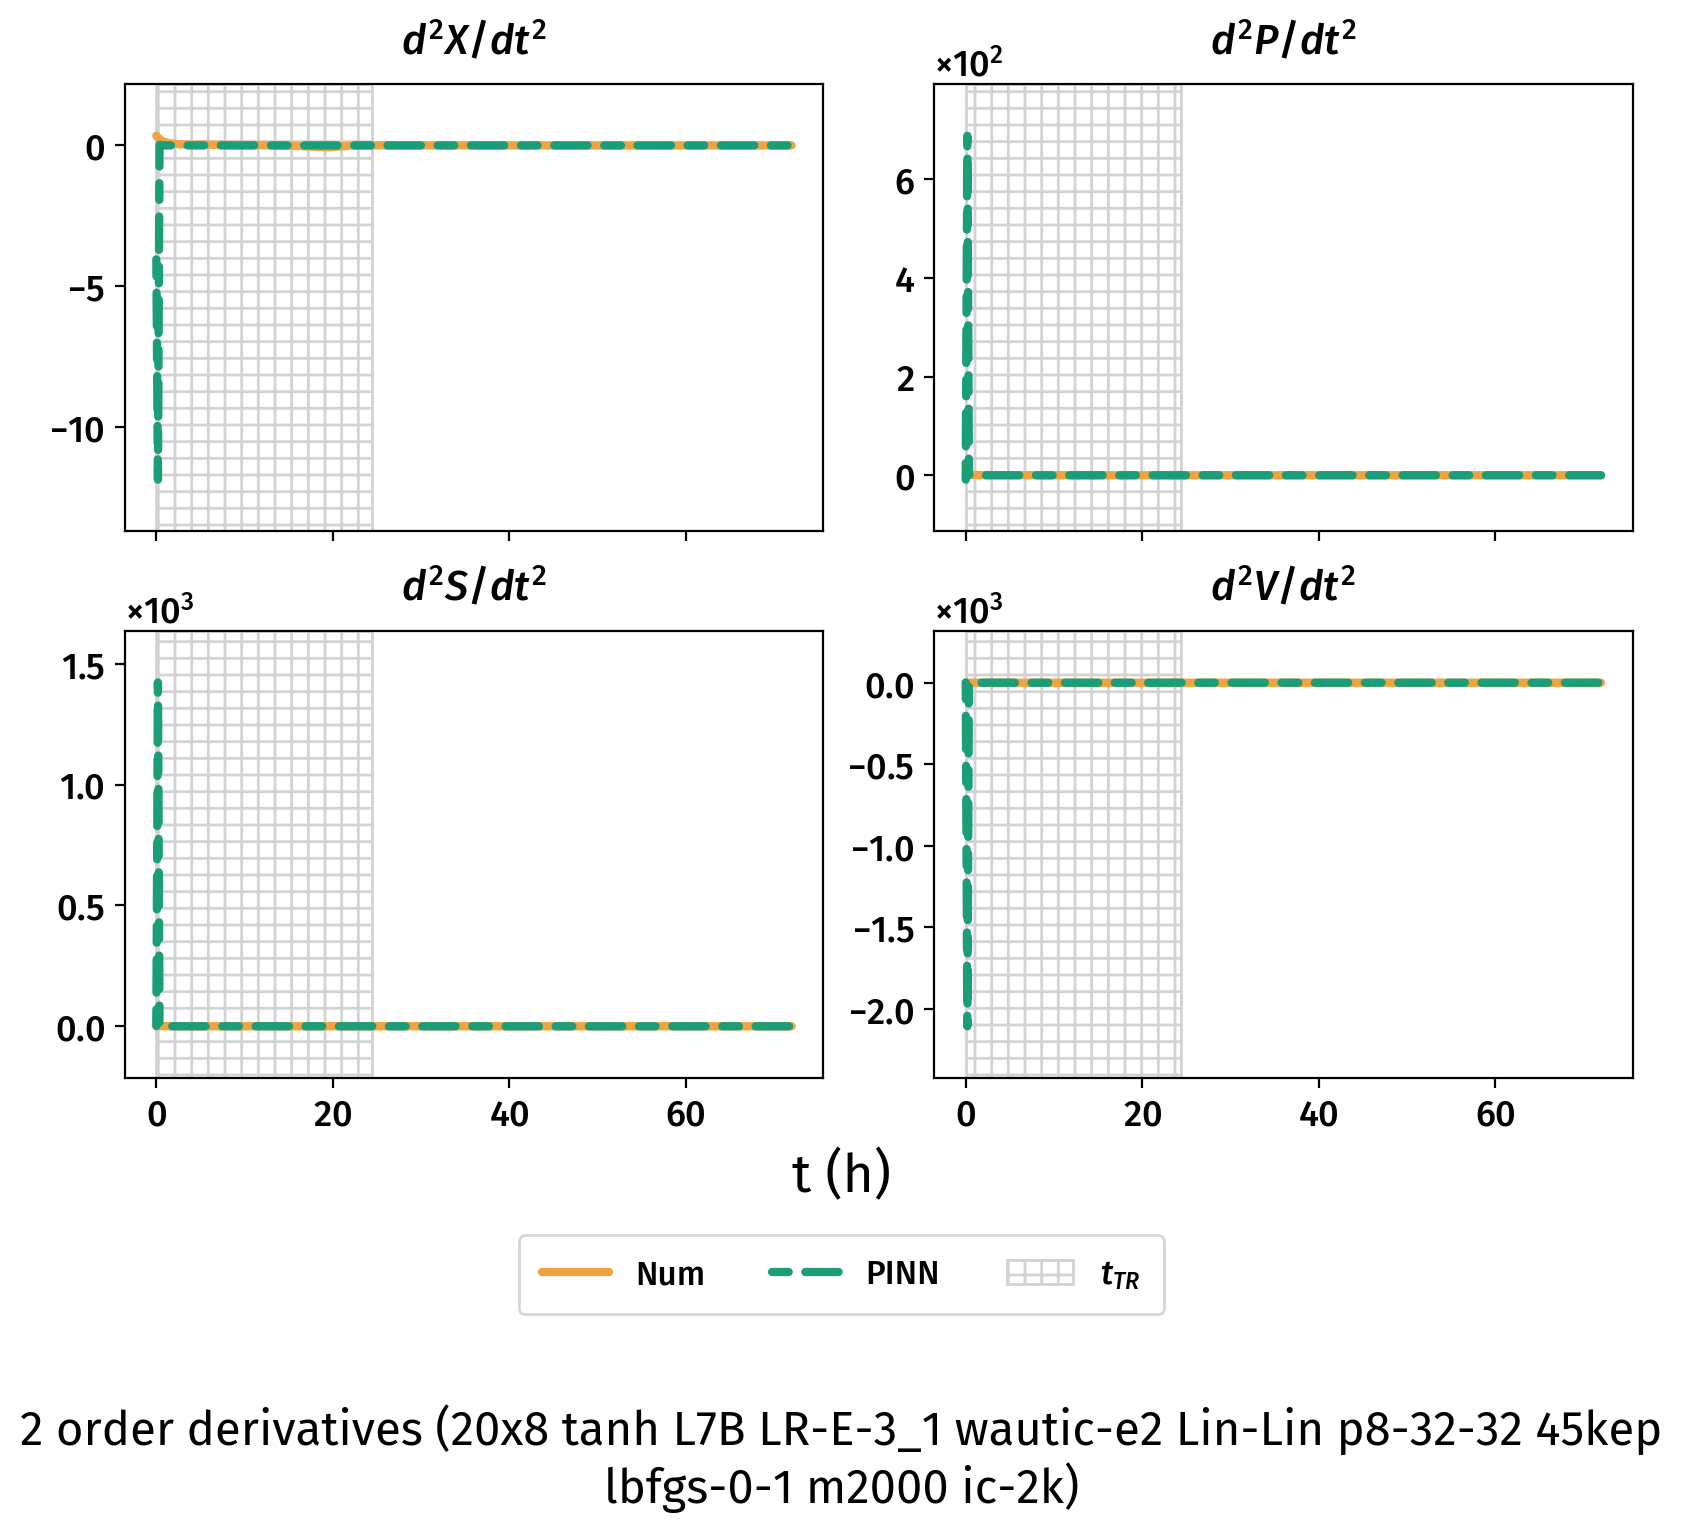 d²X/dt²
0
−5
−10
d²P/dt²
×10²
6
4
2
0
d²S/dt²
×10³
1.5
1.0
0.5
0.0
0 20 40 60
d²V/dt²
×10³
0.0
−0.5
−1.0
−1.5
−2.0
0 20 40 60
t (h)
Num PINN t_TR
2 order derivatives (20x8 tanh L7B LR-E-3_1 wautic-e2 Lin-Lin p8-32-32 45kep
lbfgs-0-1 m2000 ic-2k)